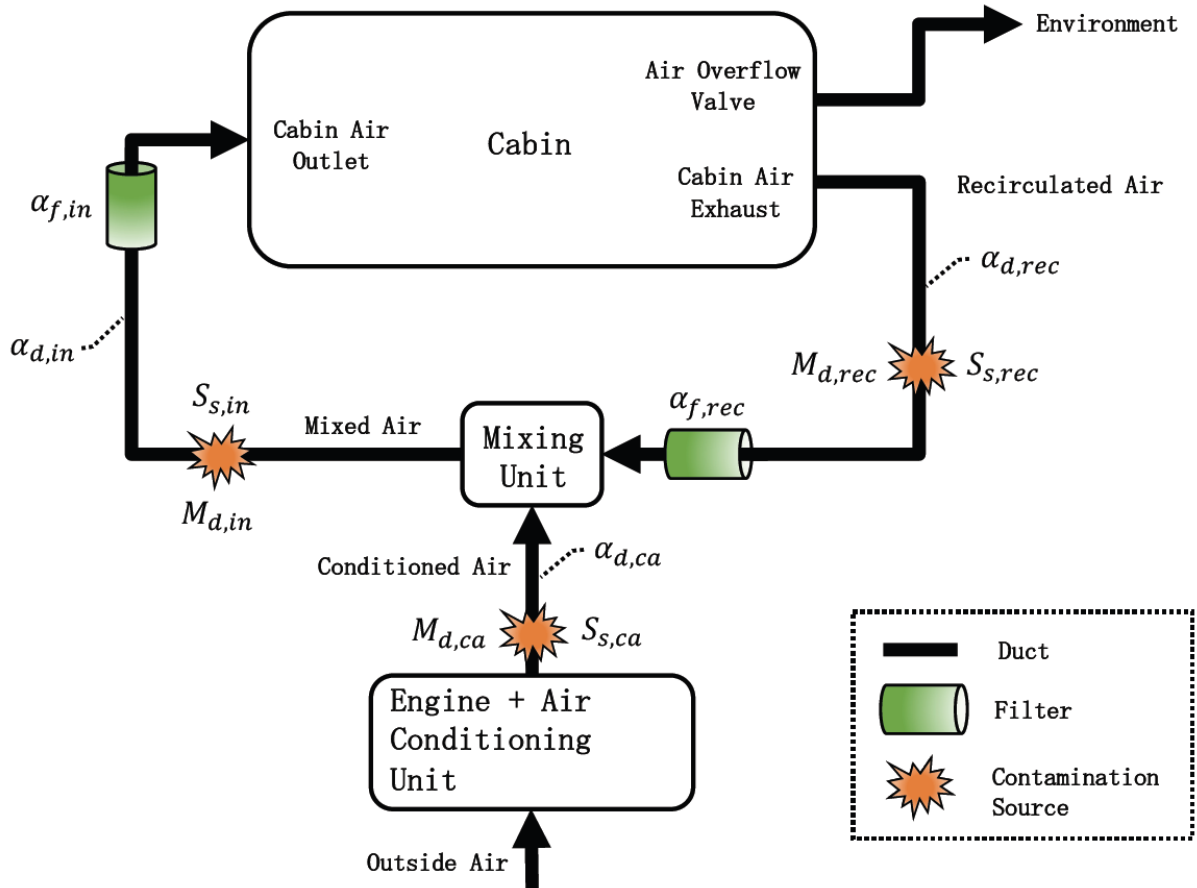 Environment
Air Overflow
Valve
Cabin Air
Outlet
Cabin
Cabin Air
Exhaust
Recirculated Air
α_{f,in}
α_{d,rec}
α_{d,in}
M_{d,rec}
S_{s,rec}
S_{s,in}
α_{f,rec}
Mixed Air
Mixing
Unit
M_{d,in}
Conditioned Air
α_{d,ca}
M_{d,ca}
S_{s,ca}
Engine + Air
Conditioning
Unit
Outside Air
Duct
Filter
Contamination
Source